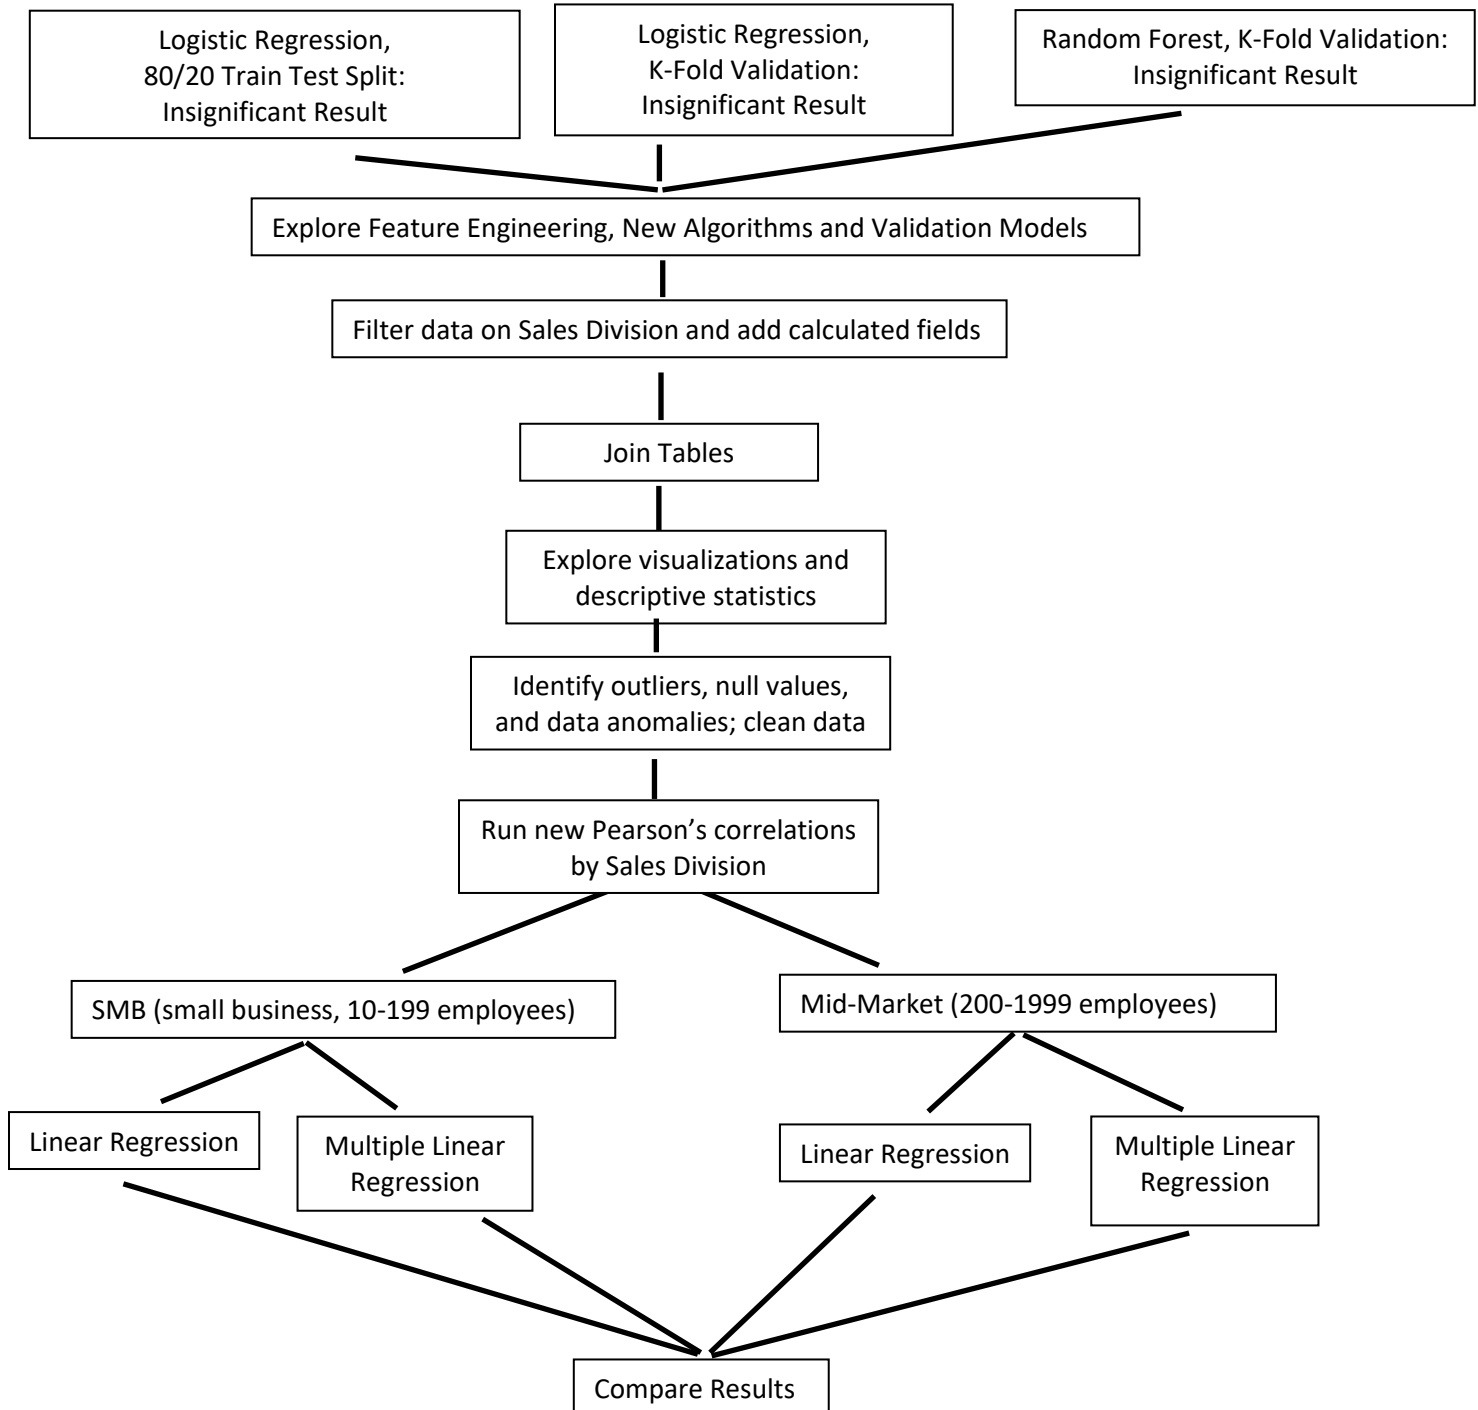 Logistic Regression,
80/20 Train Test Split:
Insignificant Result
Logistic Regression,
K-Fold Validation:
Insignificant Result
Random Forest, K-Fold Validation:
Insignificant Result
Explore Feature Engineering, New Algorithms and Validation Models
Filter data on Sales Division and add calculated fields
Join Tables
Explore visualizations and
descriptive statistics
Identify outliers, null values,
and data anomalies; clean data
Run new Pearson’s correlations
by Sales Division
SMB (small business, 10-199 employees)
Mid-Market (200-1999 employees)
Linear Regression
Multiple Linear
Regression
Linear Regression
Multiple Linear
Regression
Compare Results